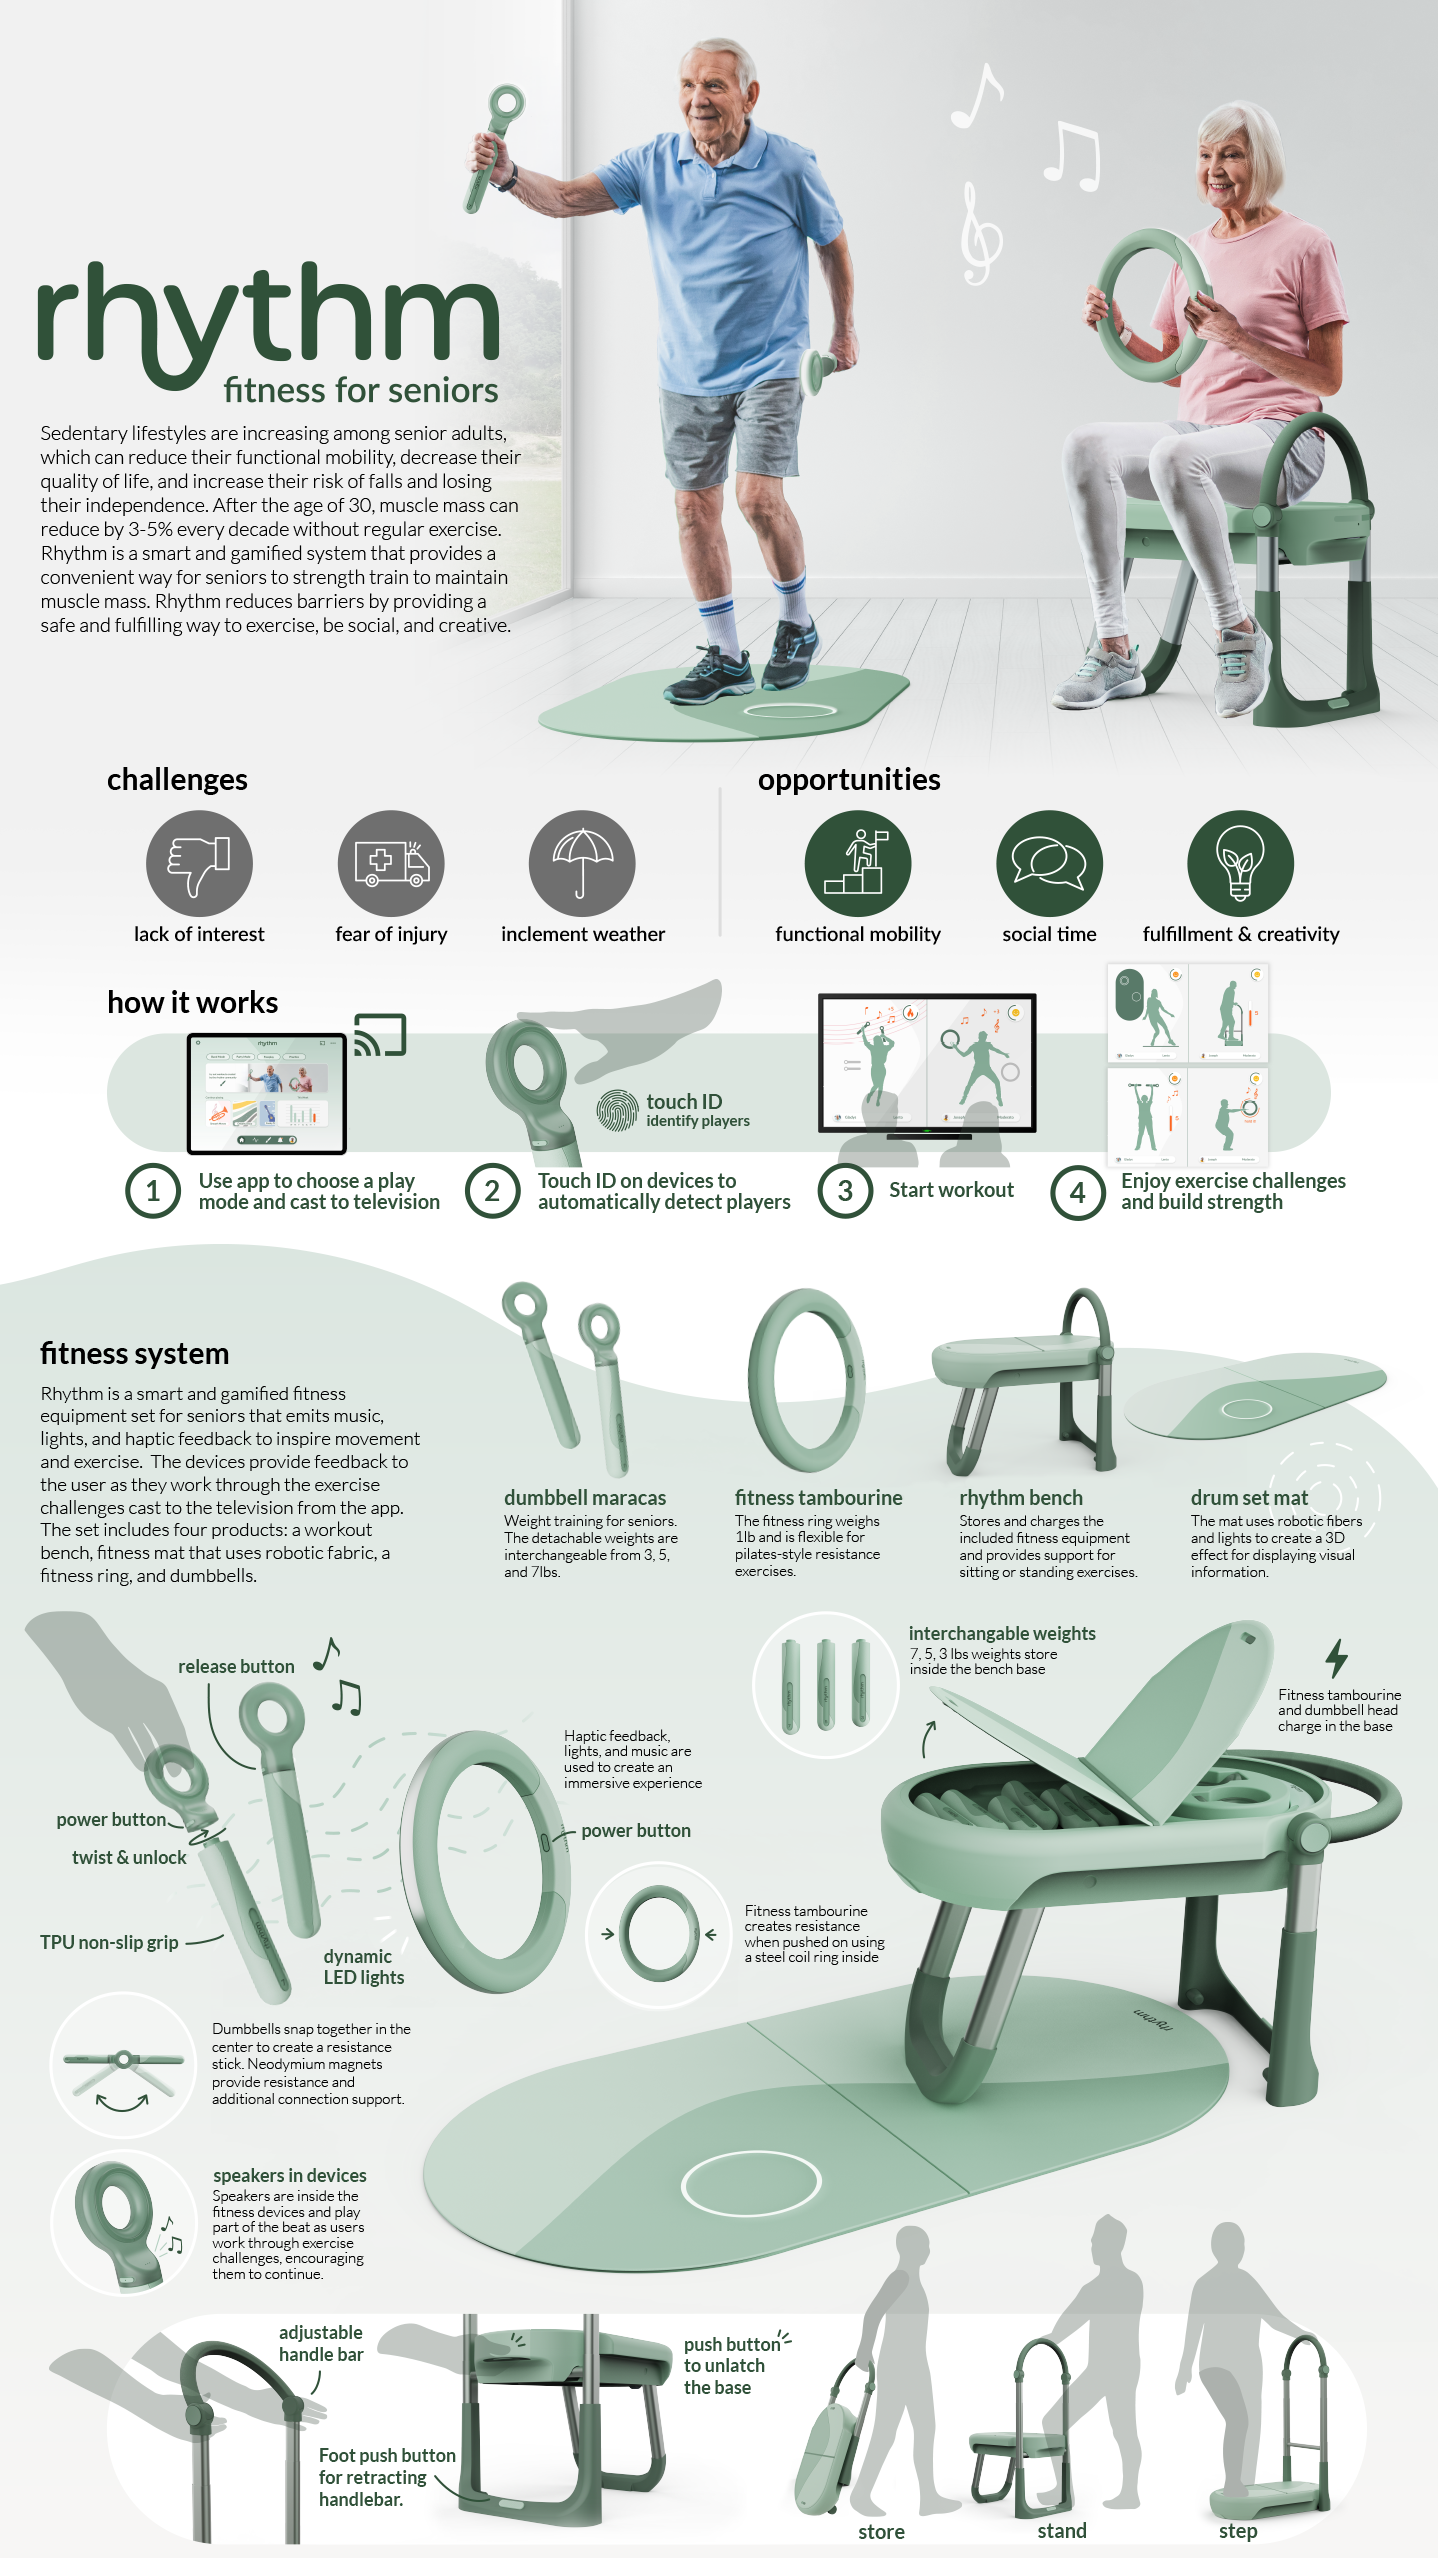 rhythm
fitness for seniors
Sedentary lifestyles are increasing among senior adults,
which can reduce their functional mobility, decrease their
quality of life, and increase their risk of falls and losing
their independence. After the age of 30, muscle mass can
reduce by 3-5% every decade without regular exercise.
Rhythm is a smart and gamified system that provides a
convenient way for seniors to strength train to maintain
muscle mass. Rhythm reduces barriers by providing a
safe and fulfilling way to exercise, be social, and creative.
challenges
lack of interest
fear of injury
inclement weather
opportunities
functional mobility
social time
fulfillment & creativity
how it works
rhythm
touch ID
identify players
1
Use app to choose a play
mode and cast to television
2
Touch ID on devices to
automatically detect players
3
Start workout
4
Enjoy exercise challenges
and build strength
fitness system
Rhythm is a smart and gamified fitness
equipment set for seniors that emits music,
lights, and haptic feedback to inspire movement
and exercise. The devices provide feedback to
the user as they work through the exercise
challenges cast to the television from the app.
The set includes four products: a workout
bench, fitness mat that uses robotic fabric, a
fitness ring, and dumbbells.
dumbbell maracas
Weight training for seniors.
The detachable weights are
interchangeable from 3, 5,
and 7lbs.
fitness tambourine
The fitness ring weighs
1lb and is flexible for
pilates-style resistance
exercises.
rhythm bench
Stores and charges the
included fitness equipment
and provides support for
sitting or standing exercises.
drum set mat
The mat uses robotic fibers
and lights to create a 3D
effect for displaying visual
information.
release button
power button
twist & unlock
TPU non-slip grip
dynamic
LED lights
Haptic feedback,
lights, and music are
used to create an
immersive experience
power button
Fitness tambourine
creates resistance
when pushed on using
a steel coil ring inside
interchangable weights
7, 5, 3 lbs weights store
inside the bench base
Fitness tambourine
and dumbbell head
charge in the base
rhythm
Dumbbells snap together in the
center to create a resistance
stick. Neodymium magnets
provide resistance and
additional connection support.
speakers in devices
Speakers are inside the
fitness devices and play
part of the beat as users
work through exercise
challenges, encouraging
them to continue.
adjustable
handle bar
Foot push button
for retracting
handlebar.
push button
to unlatch
the base
store
stand
step